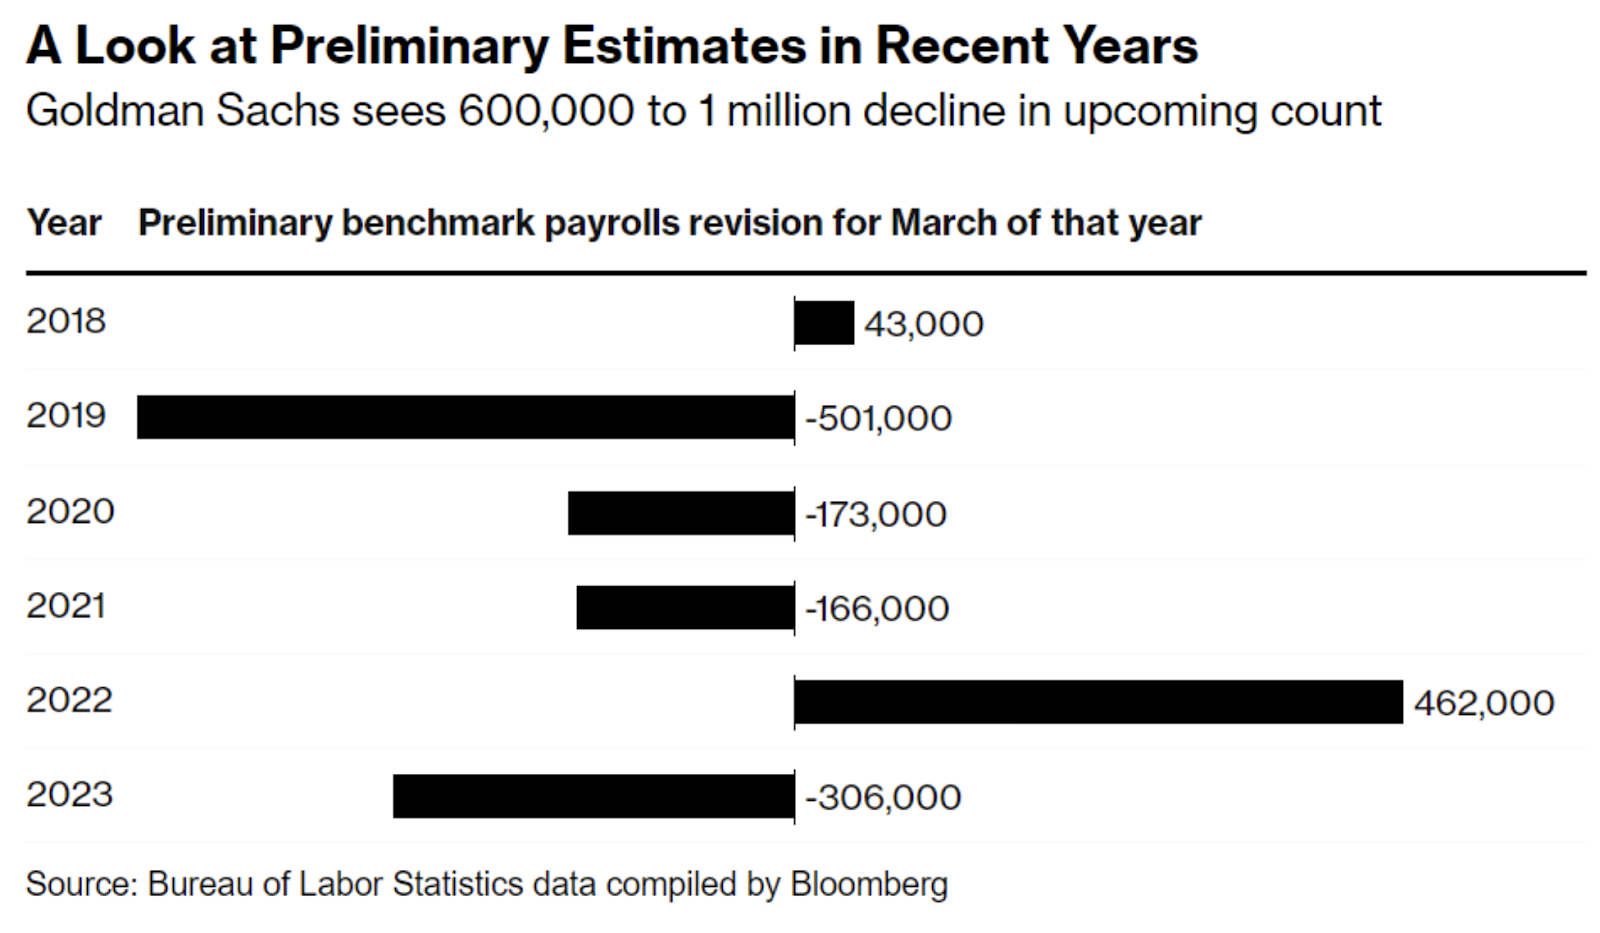 A Look at Preliminary Estimates in Recent Years
Goldman Sachs sees 600,000 to 1 million decline in upcoming count
Year Preliminary benchmark payrolls revision for March of that year
2018 43,000
2019 -501,000
2020 -173,000
2021 -166,000
2022 462,000
2023 -306,000
Source: Bureau of Labor Statistics data compiled by Bloomberg